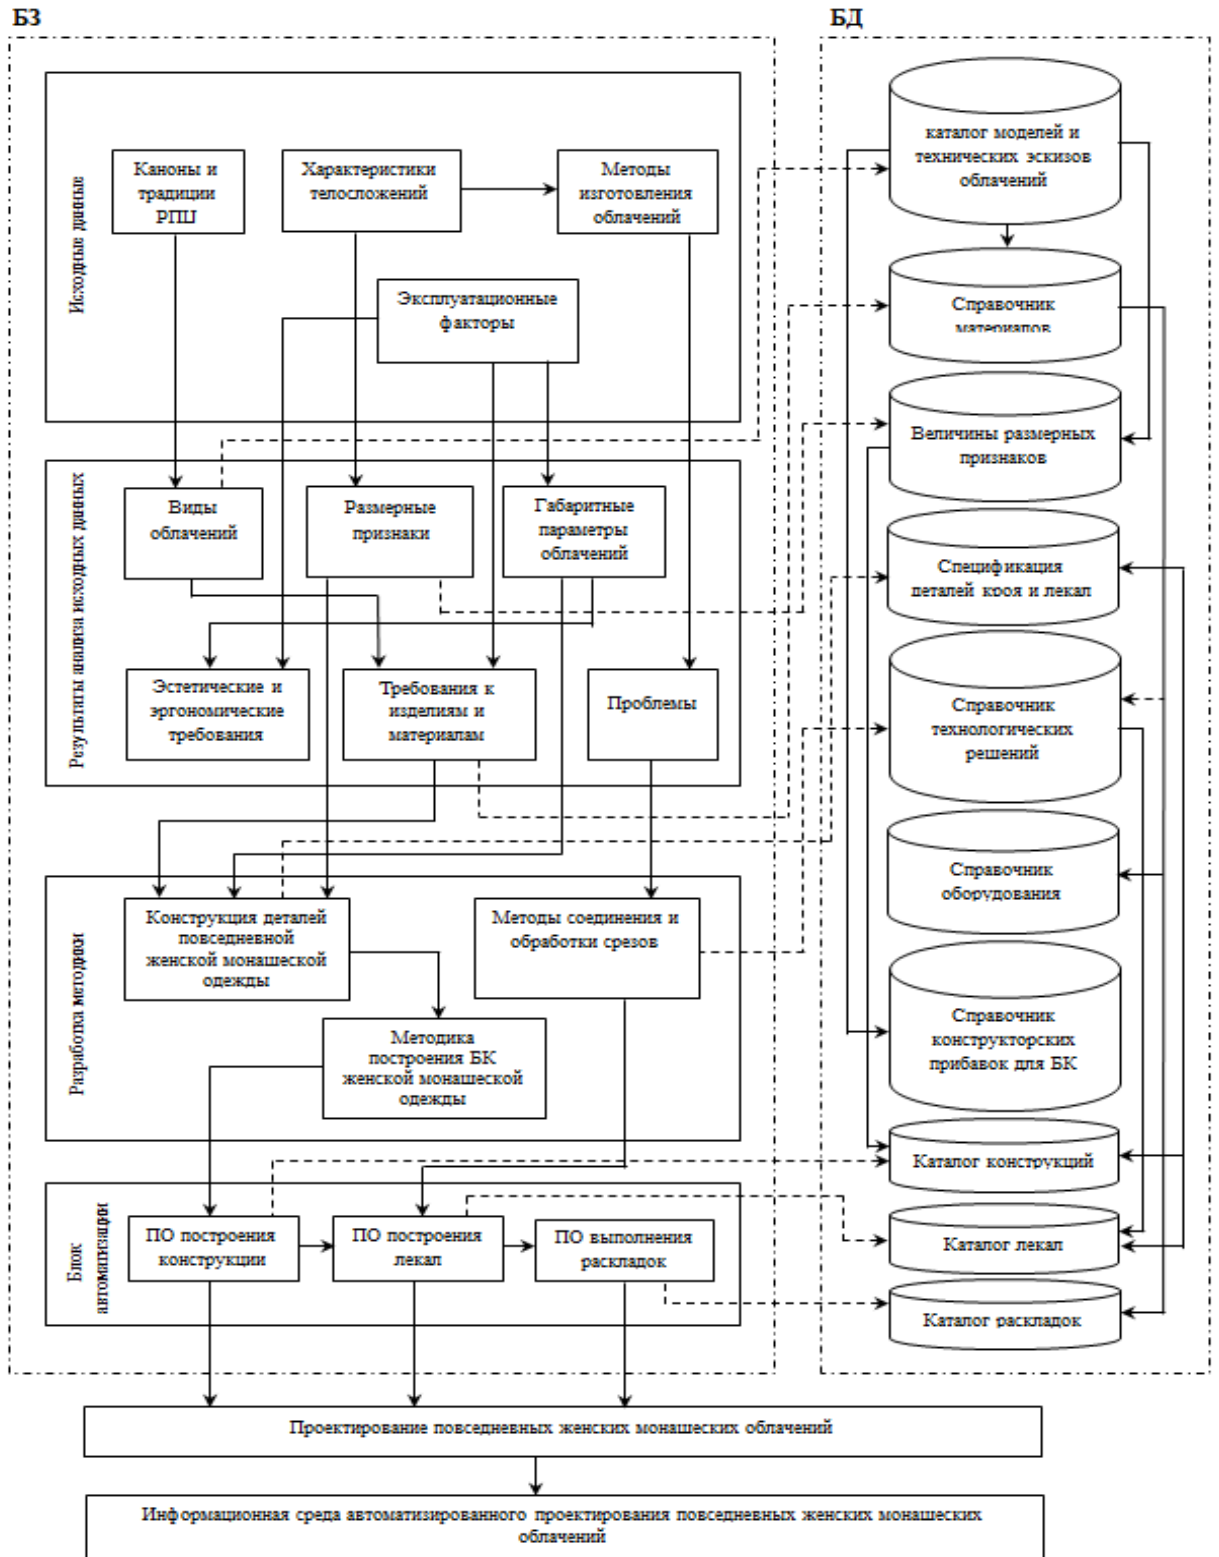 БЗ
БД
Исходные данные
Каноны и
традиции
РПЦ
Характеристики
телосложений
Методы
изготовления
облачений
Эксплуатационные
факторы
Результаты анализа исходных данных
Виды
облачений
Размерные
признаки
Габаритные
параметры
облачений
Эстетические и
эргономические
требования
Требования к
изделиям и
материалам
Проблемы
Разработка методики
Конструкция деталей
повседневной
женской монашеской
одежды
Методы соединения и
обработки срезов
Методика
построения БК
женской монашеской
одежды
Блок
автоматизации
ПО построения
конструкции
ПО построения
лекал
ПО выполнения
раскладок
каталог моделей и
технических эскизов
облачений
Справочник
материалов
Величины размерных
признаков
Спецификация
деталей кроя и лекал
Справочник
технологических
решений
Справочник
оборудования
Справочник
конструкторских
прибавок для БК
Каталог конструкций
Каталог лекал
Каталог раскладок
Проектирование повседневных женских монашеских облачений
Информационная среда автоматизированного проектирования повседневных женских монашеских
облачений